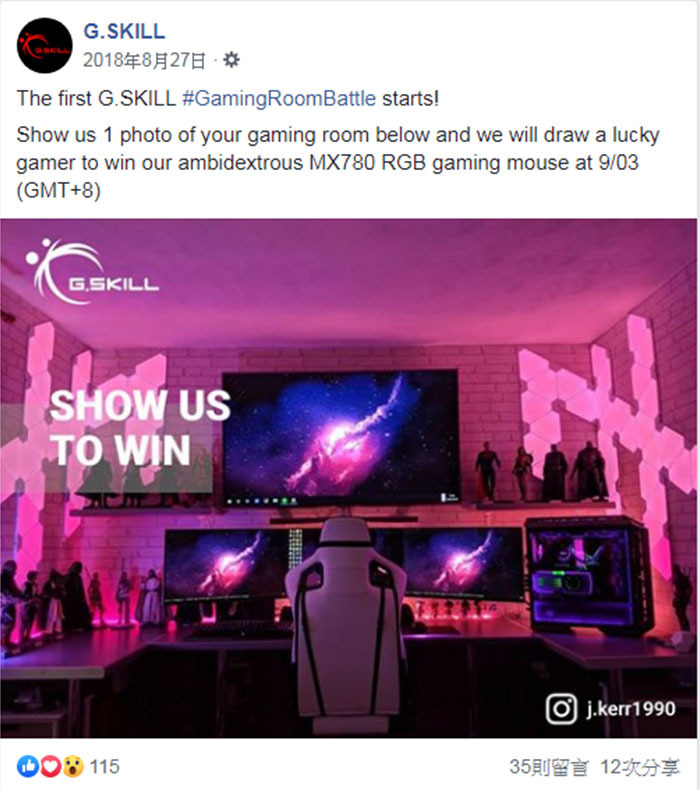 G.SKILL
2018年8月27日 ·
The first G.SKILL #GamingRoomBattle starts!
Show us 1 photo of your gaming room below and we will draw a lucky
gamer to win our ambidextrous MX780 RGB gaming mouse at 9/03
(GMT+8)
G.SKILL
SHOW US
TO WIN
j.kerr1990
115
35則留言 12次分享